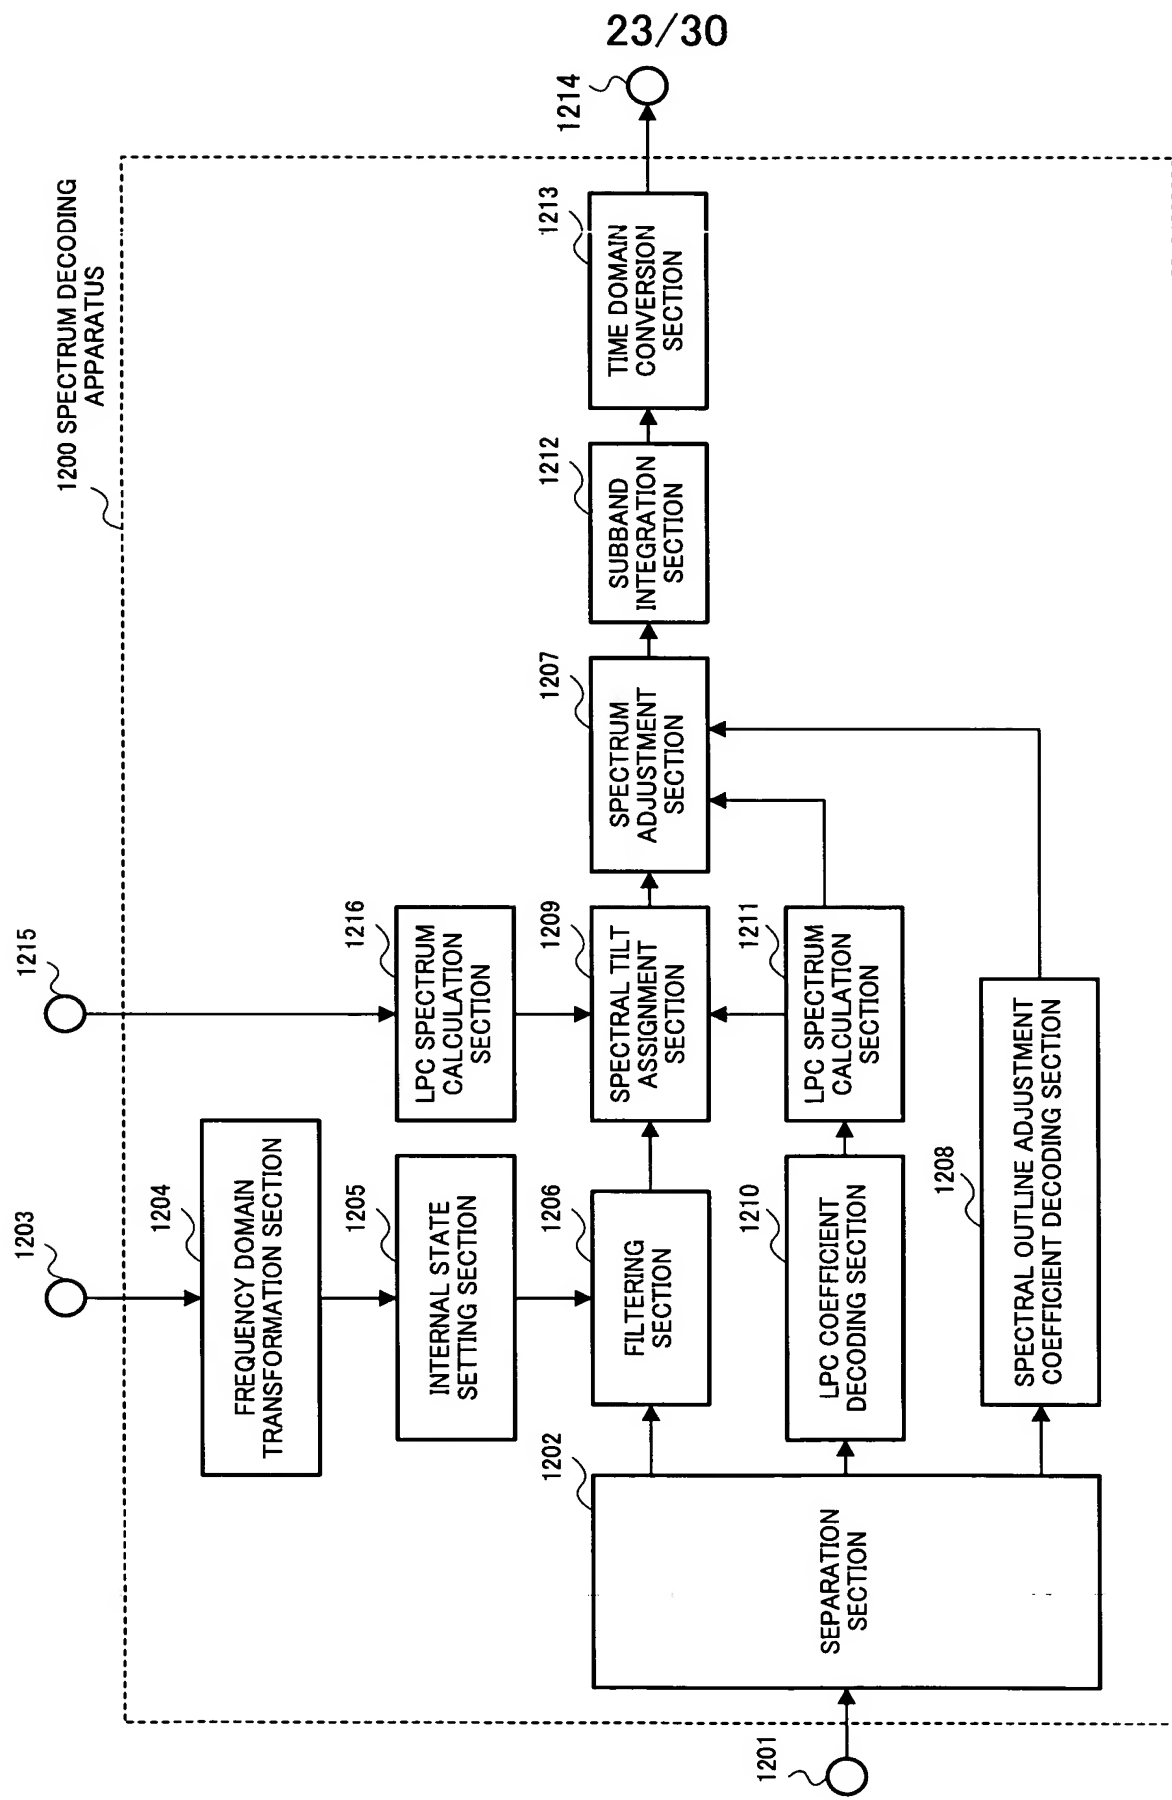 23/30
1200 SPECTRUM DECODING
APPARATUS
1203
1215
1204
FREQUENCY DOMAIN
TRANSFORMATION SECTION
1205
INTERNAL STATE
SETTING SECTION
1216
LPC SPECTRUM
CALCULATION
SECTION
1206
FILTERING
SECTION
1209
SPECTRAL TILT
ASSIGNMENT
SECTION
1207
SPECTRUM
ADJUSTMENT
SECTION
1212
SUBBAND
INTEGRATION
SECTION
1213
TIME DOMAIN
CONVERSION
SECTION
1214
1201
1202
SEPARATION
SECTION
1210
LPC COEFFICIENT
DECODING SECTION
1211
LPC SPECTRUM
CALCULATION
SECTION
1208
SPECTRAL OUTLINE ADJUSTMENT
COEFFICIENT DECODING SECTION